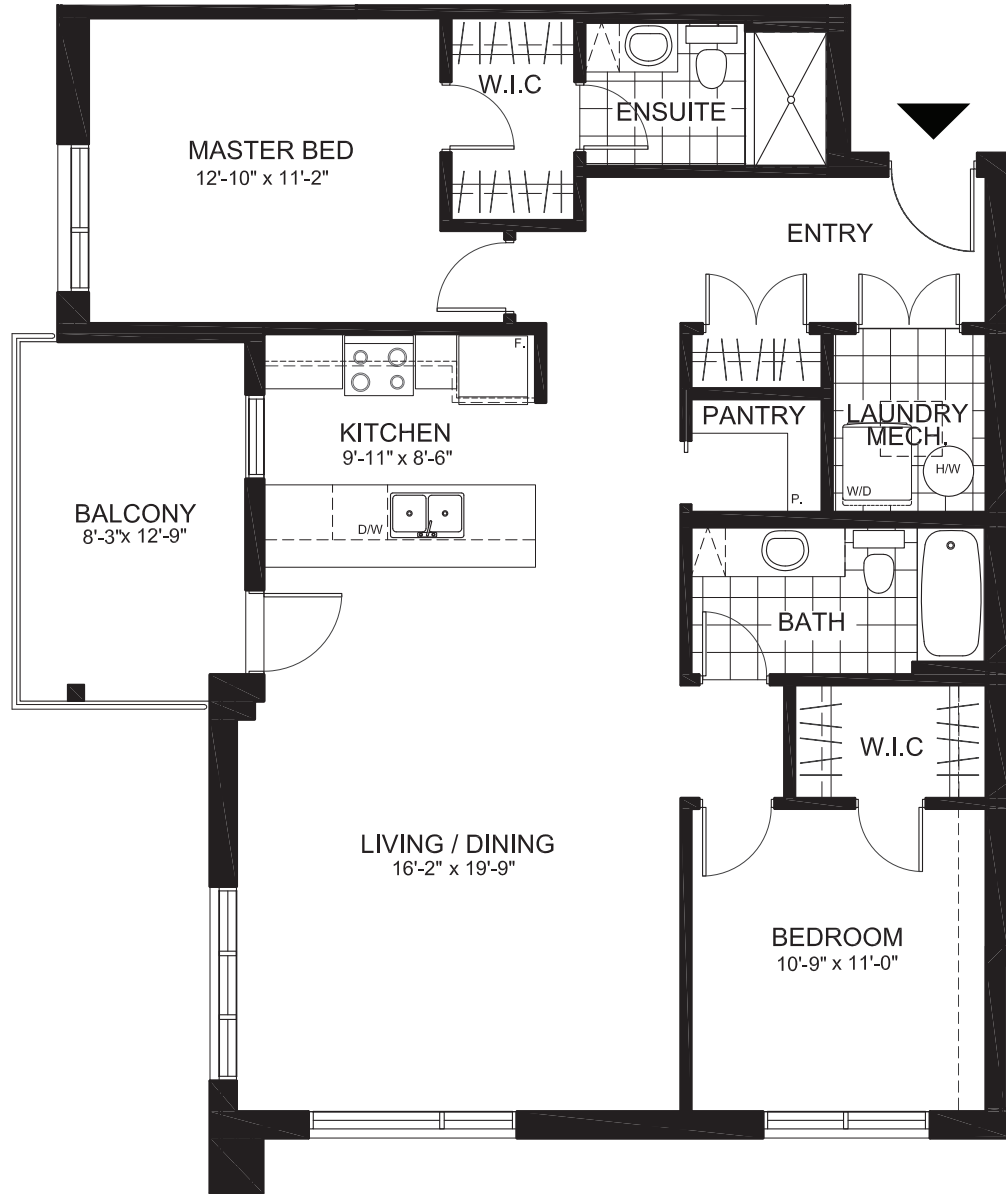 W.I.C
ENSUITE
MASTER BED
12'-10" x 11'-2"
ENTRY
F.
KITCHEN
9'-11" x 8'-6"
PANTRY
P.
LAUNDRY
MECH.
W/D
H/W
BALCONY
8'-3"x 12'-9"
D/W
BATH
W.I.C
LIVING / DINING
16'-2" x 19'-9"
BEDROOM
10'-9" x 11'-0"